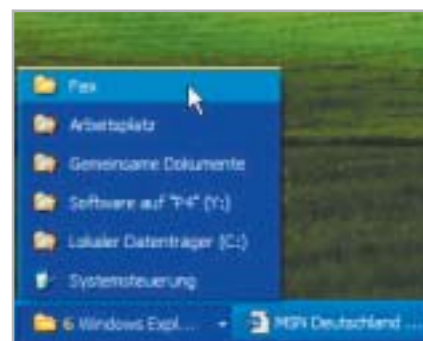 Fax
Arbeitsplatz
Gemeinsame Dokumente
Software auf "P4" (Y:)
Lokaler Datenträger (C:)
Systemsteuerung
6 Windows Expl... MSN Deutschland ...